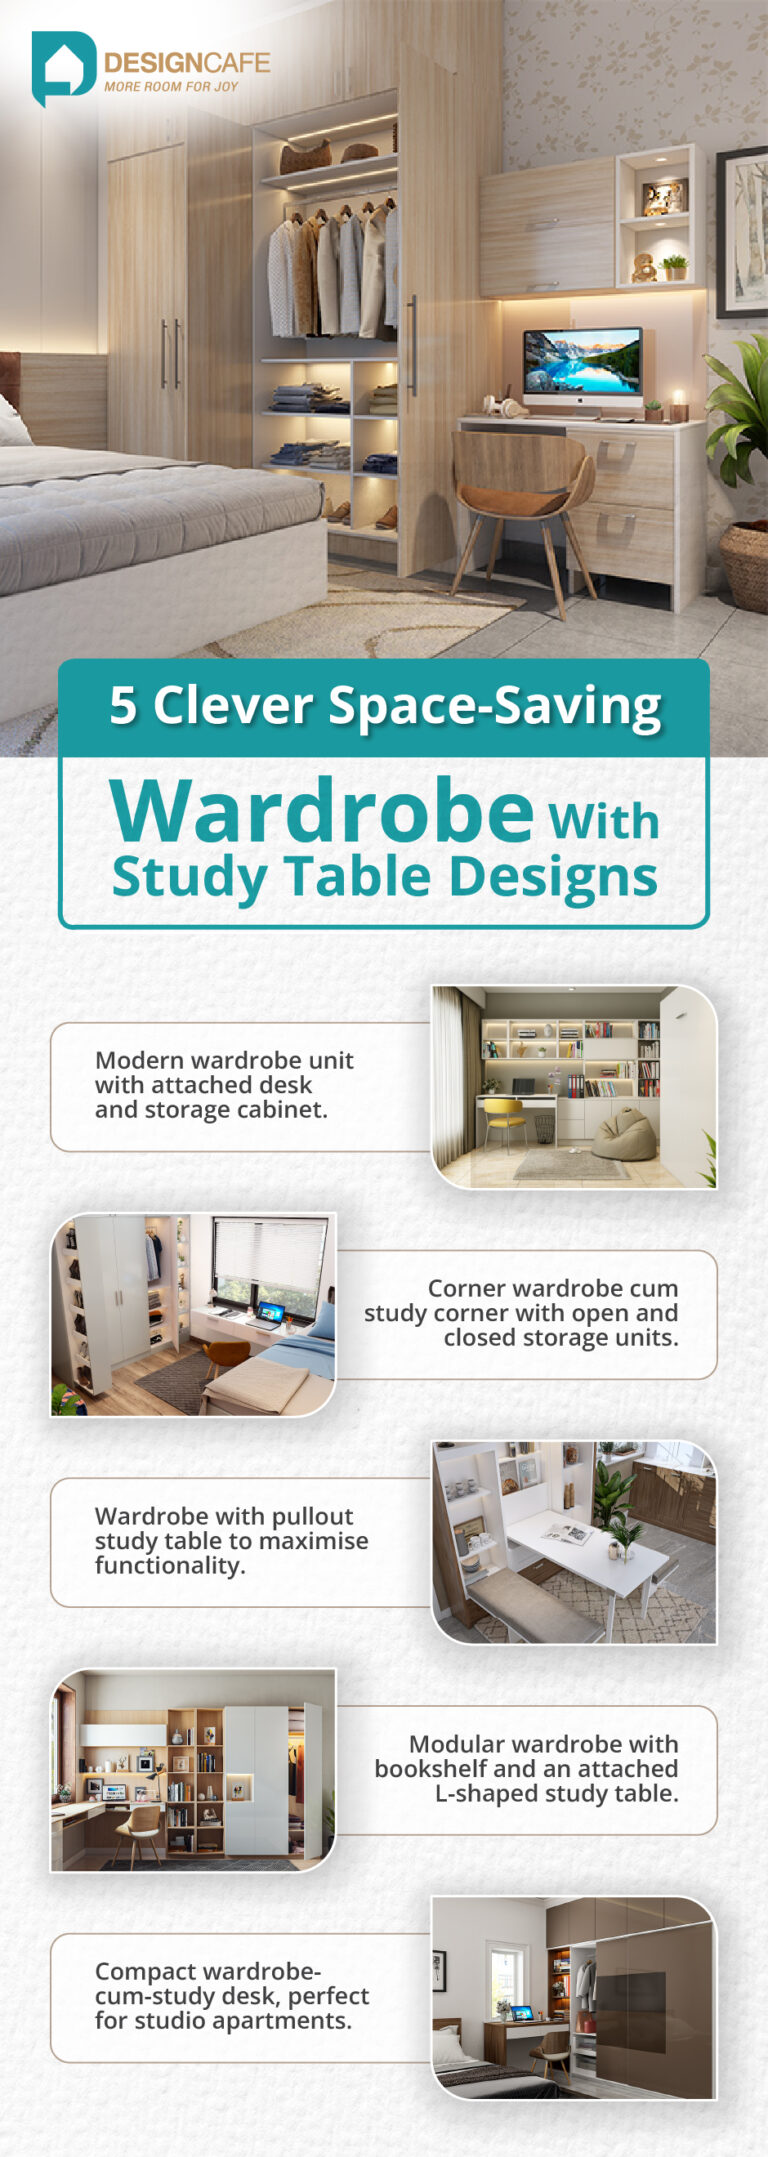 DESIGNCAFE
MORE ROOM FOR JOY
5 Clever Space-Saving
Wardrobe With
Study Table Designs
Modern wardrobe unit
with attached desk
and storage cabinet.
Corner wardrobe cum
study corner with open and
closed storage units.
Wardrobe with pullout
study table to maximise
functionality.
Modular wardrobe with
bookshelf and an attached
L-shaped study table.
Compact wardrobe-
cum-study desk, perfect
for studio apartments.